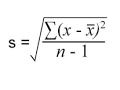 s = √(∑(x - x̄)² / (n - 1))